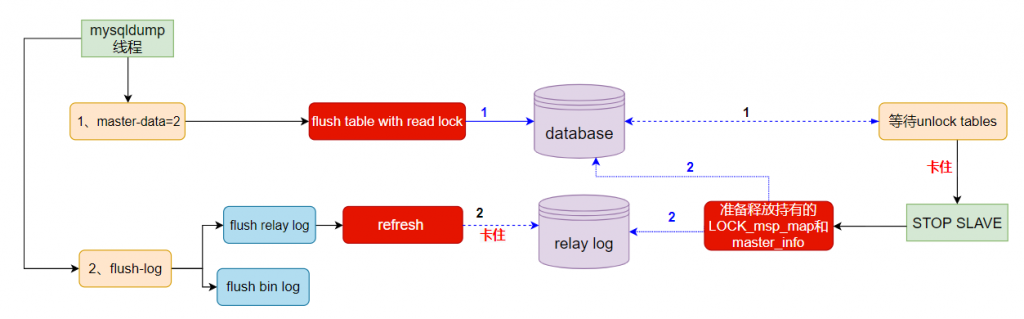 mysqldump
线程
1、master-data=2
flush table with read lock
1
database
1
等待unlock tables
卡住
2
准备释放持有的
LOCK_msp_map和
master_info
STOP SLAVE
flush relay log
refresh
2
卡住
relay log
2
2、flush-log
flush bin log